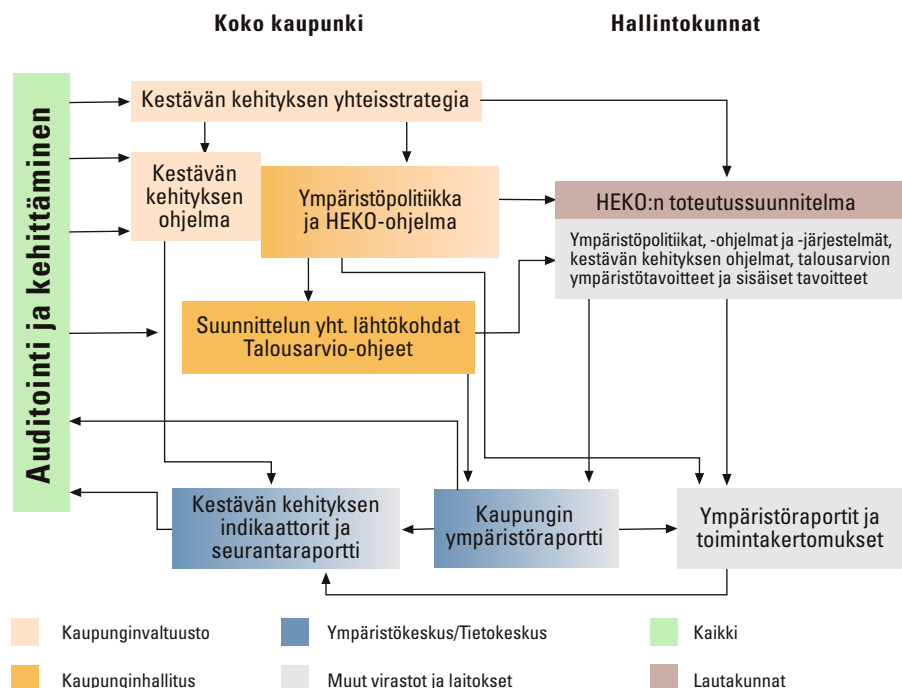 Koko kaupunki
Hallintokunnat
Auditointi ja kehittäminen
Kestävän kehityksen yhteisstrategia
Kestävän
kehityksen
ohjelma
Ympäristöpolitiikka
ja HEKO-ohjelma
HEKO:n toteutussuunnitelma
Ympäristöpolitikat, -ohjelmat ja -järjestelmät,
kestävän kehityksen ohjelmat, talousarvion
ympäristötavoitteet ja sisäiset tavoitteet
Suunnittelun yht. lähtökohdat
Talousarvio-ohjeet
Kestävän kehityksen
indikaattorit ja
seurantaraportti
Kaupungin
ympäristöraportti
Ympäristöraportit ja
toimintakertomukset
Kaupunginvaltuusto
Ympäristökeskus/Tietokeskus
Kaikki
Kaupunginhallitus
Muut virastot ja laitokset
Lautakunnat